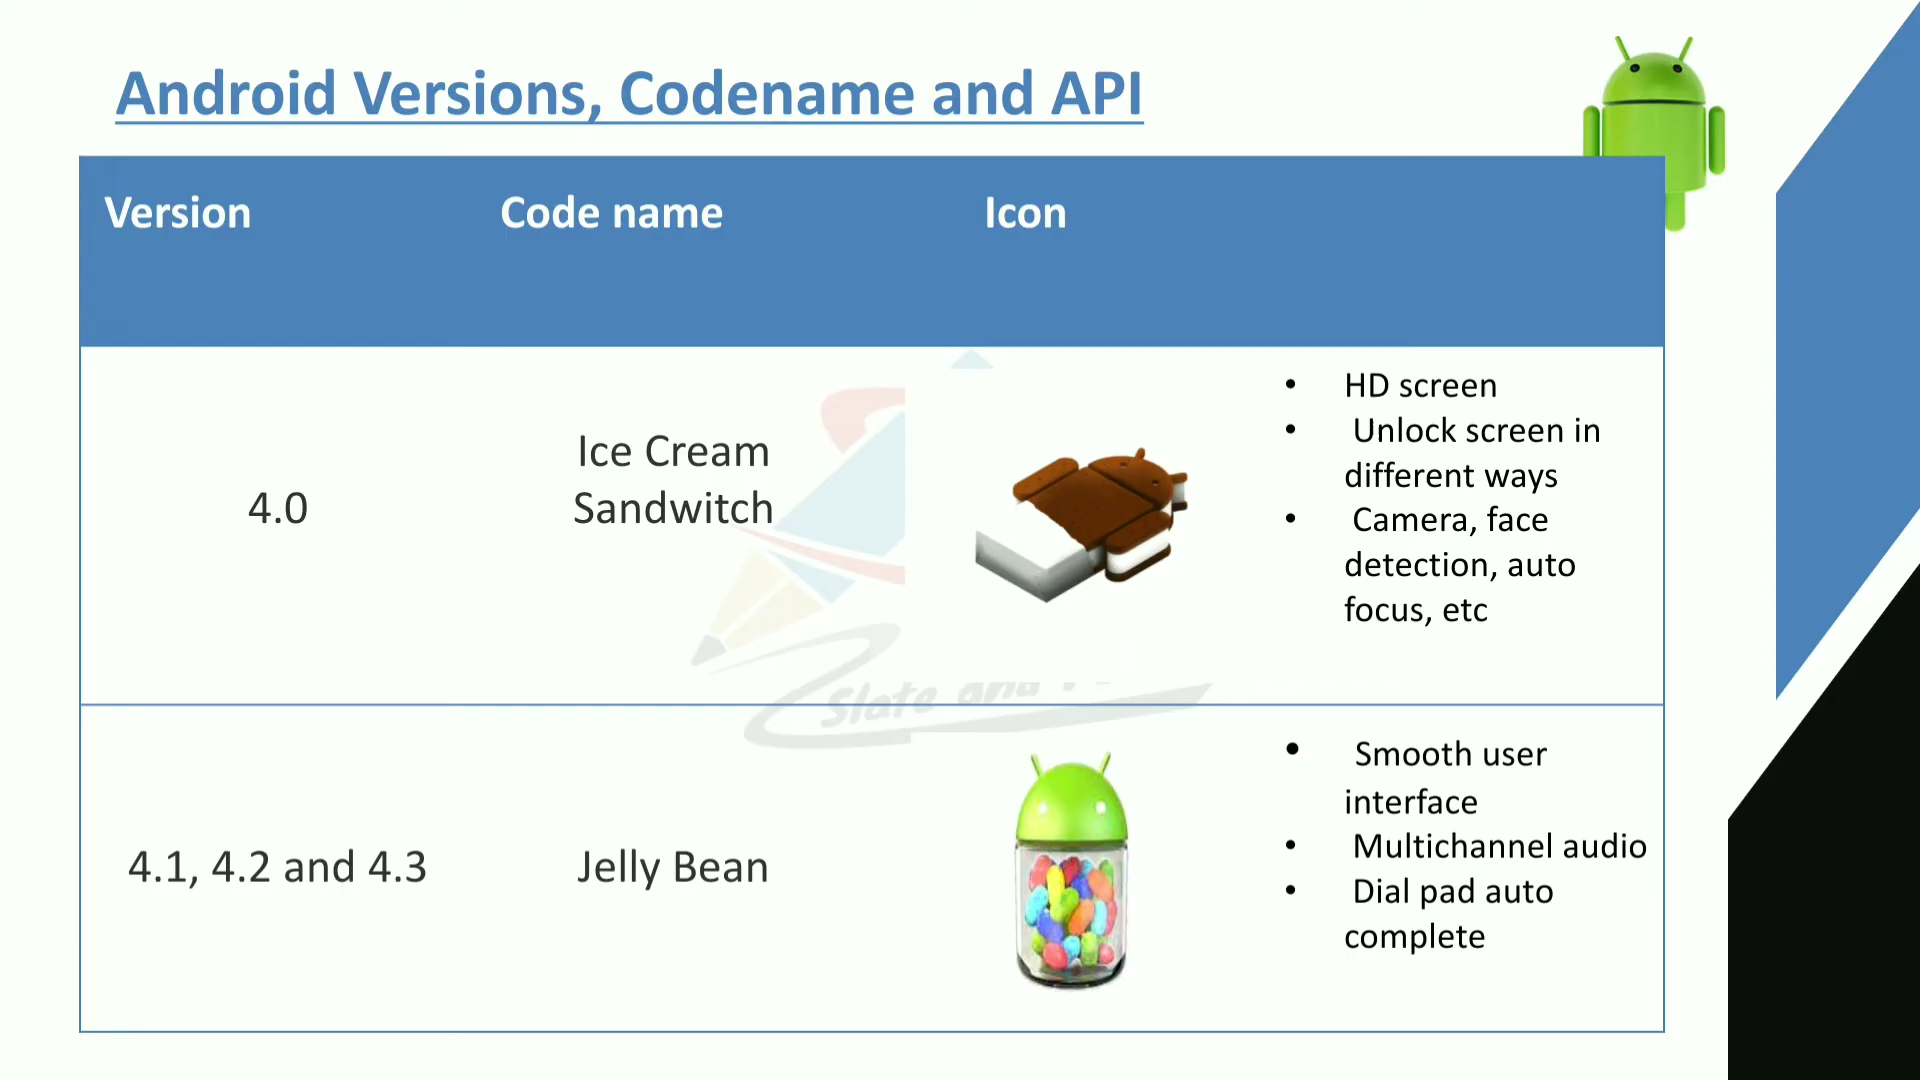 Android Versions, Codename and API
Version Code name Icon
4.0
Ice Cream
Sandwitch
• HD screen
• Unlock screen in
different ways
• Camera, face
detection, auto
focus, etc
Slate and
4.1, 4.2 and 4.3
Jelly Bean
• Smooth user
interface
• Multichannel audio
• Dial pad auto
complete